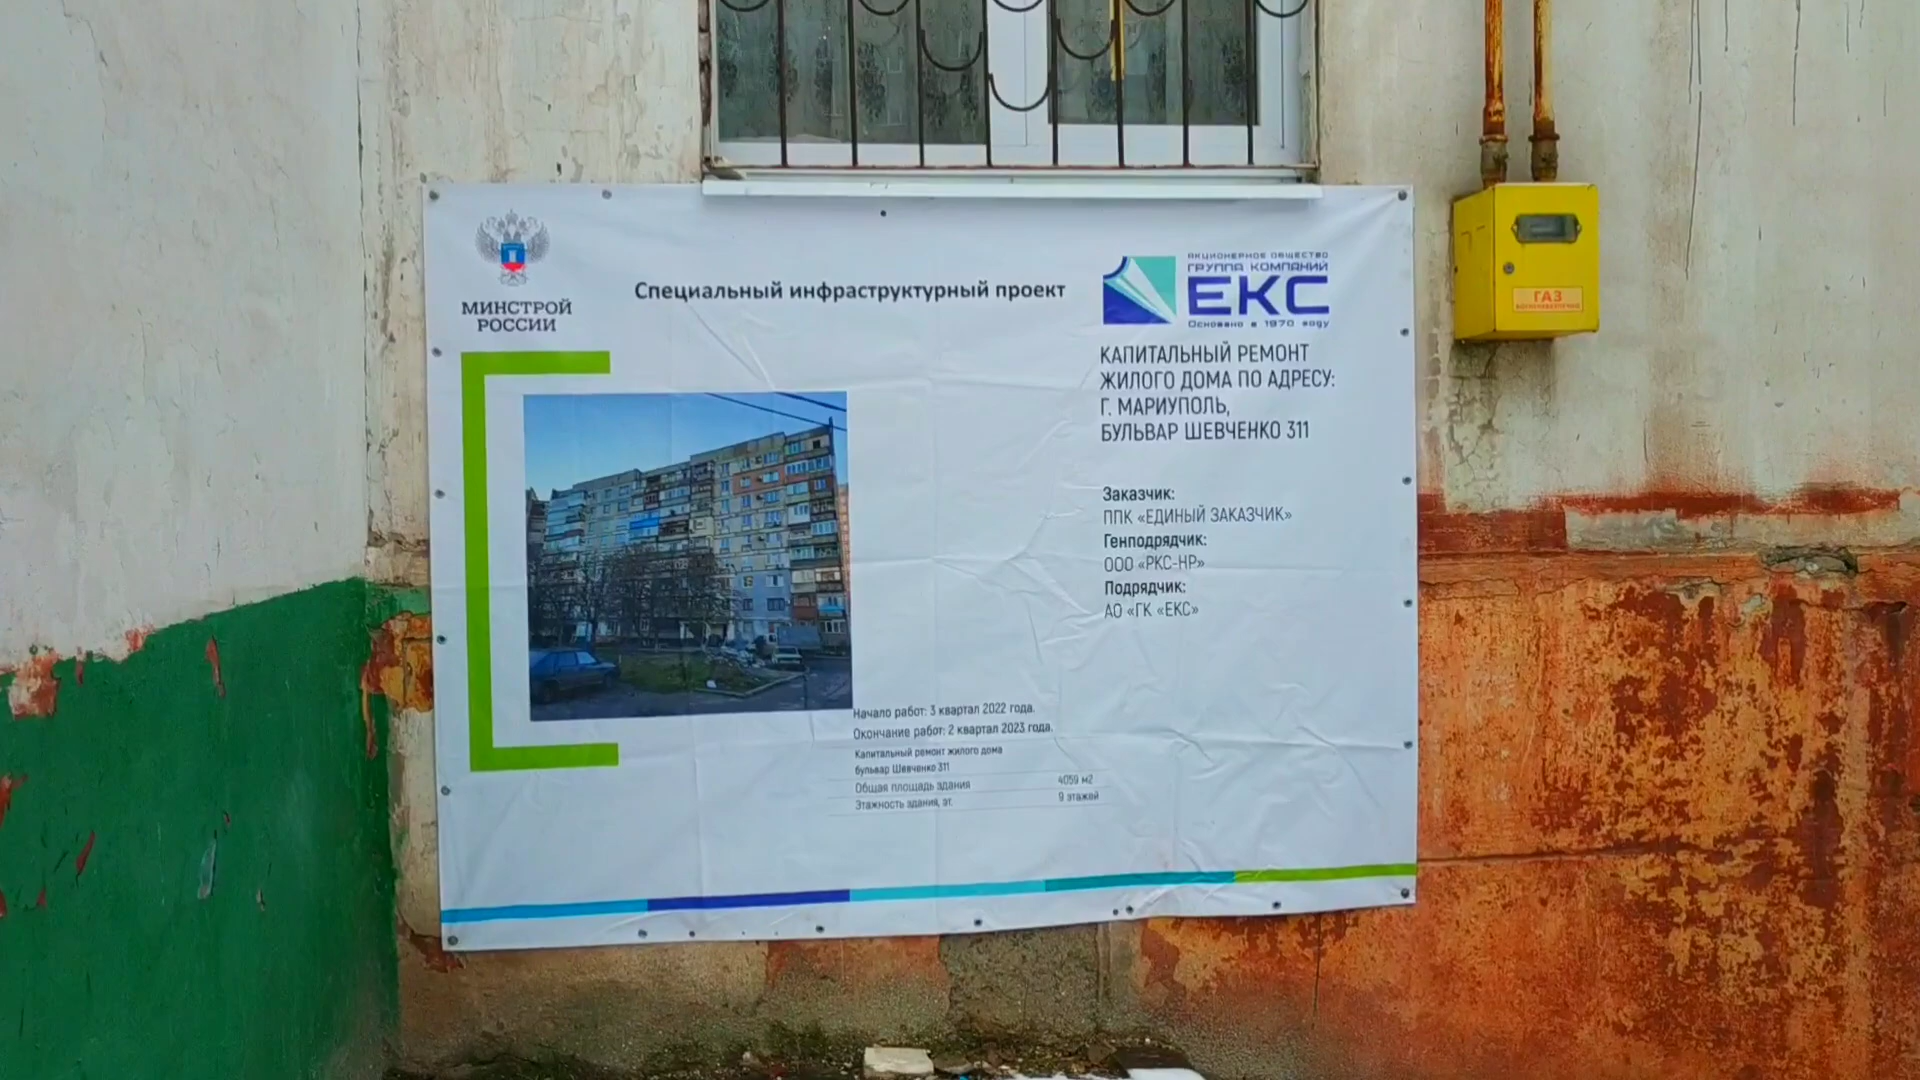 МИНСТРОЙ
РОССИИ
Специальный инфраструктурный проект
АКЦИОНЕРНОЕ ОБЩЕСТВО
ГРУППА КОМПАНИЙ
ЕКС
Основано в 1970 году
КАПИТАЛЬНЫЙ РЕМОНТ
ЖИЛОГО ДОМА ПО АДРЕСУ:
Г. МАРИУПОЛЬ,
БУЛЬВАР ШЕВЧЕНКО 311
Заказчик:
ППК «ЕДИНЫЙ ЗАКАЗЧИК»
Генподрядчик:
ООО «РКС-НР»
Подрядчик:
АО «ГК «ЕКС»
Начало работ: 3 квартал 2022 года.
Окончание работ: 2 квартал 2023 года.
Капитальный ремонт жилого дома
бульвар Шевченко 311
Общая площадь здания 4059 м2
Этажность здания, эт. 9 этажей
ГАЗ